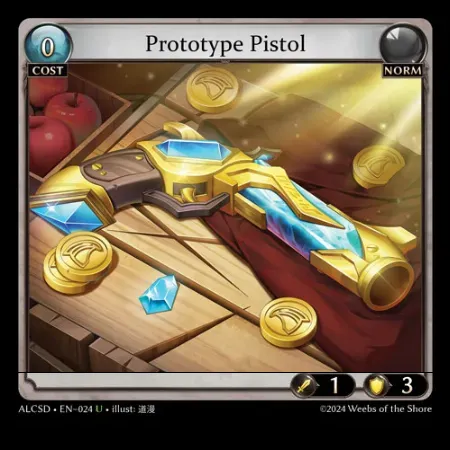 0
Prototype Pistol
COST
NORM
1
3
ALCSD • EN-024 U • illust: 道漫
©2024 Weebs of the Shore